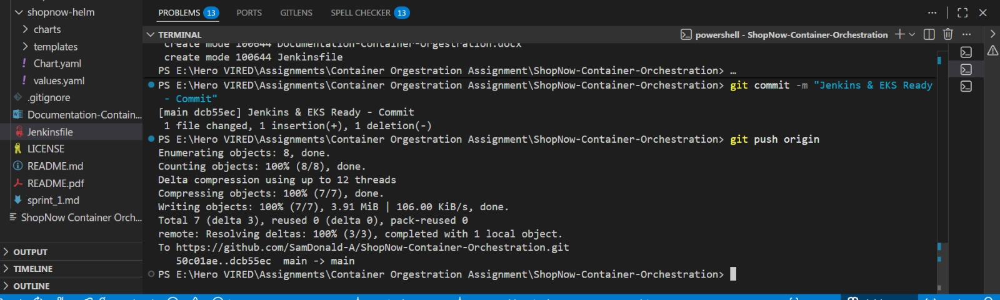 shopnow-helm
charts
templates
! Chart.yaml
! values.yaml
.gitignore
Documentation-Contain...
Jenkinsfile
LICENSE
README.md
README.pdf
sprint_1.md
ShopNow Container Orch...
OUTPUT
TIMELINE
OUTLINE
PROBLEMS 13 PORTS GITLENS SPELL CHECKER 13
TERMINAL powershell - ShopNow-Container-Orchestration
create mode 100644 Documentation-Container-Orgestration.docx
create mode 100644 Jenkinsfile
PS E:\Hero VIRED\Assignments\Container Orgestration Assignment\ShopNow-Container-Orchestration> …
PS E:\Hero VIRED\Assignments\Container Orgestration Assignment\ShopNow-Container-Orchestration> git commit -m "Jenkins & EKS Ready
- Commit"
[main dcb55ec] Jenkins & EKS Ready - Commit
1 file changed, 1 insertion(+), 1 deletion(-)
PS E:\Hero VIRED\Assignments\Container Orgestration Assignment\ShopNow-Container-Orchestration> git push origin
Enumerating objects: 8, done.
Counting objects: 100% (8/8), done.
Delta compression using up to 12 threads
Compressing objects: 100% (7/7), done.
Writing objects: 100% (7/7), 3.91 MiB | 106.00 KiB/s, done.
Total 7 (delta 3), reused 0 (delta 0), pack-reused 0
remote: Resolving deltas: 100% (3/3), completed with 1 local object.
To https://github.com/SamDonald-A/ShopNow-Container-Orchestration.git
50c01ae..dcb55ec main -> main
PS E:\Hero VIRED\Assignments\Container Orgestration Assignment\ShopNow-Container-Orchestration>